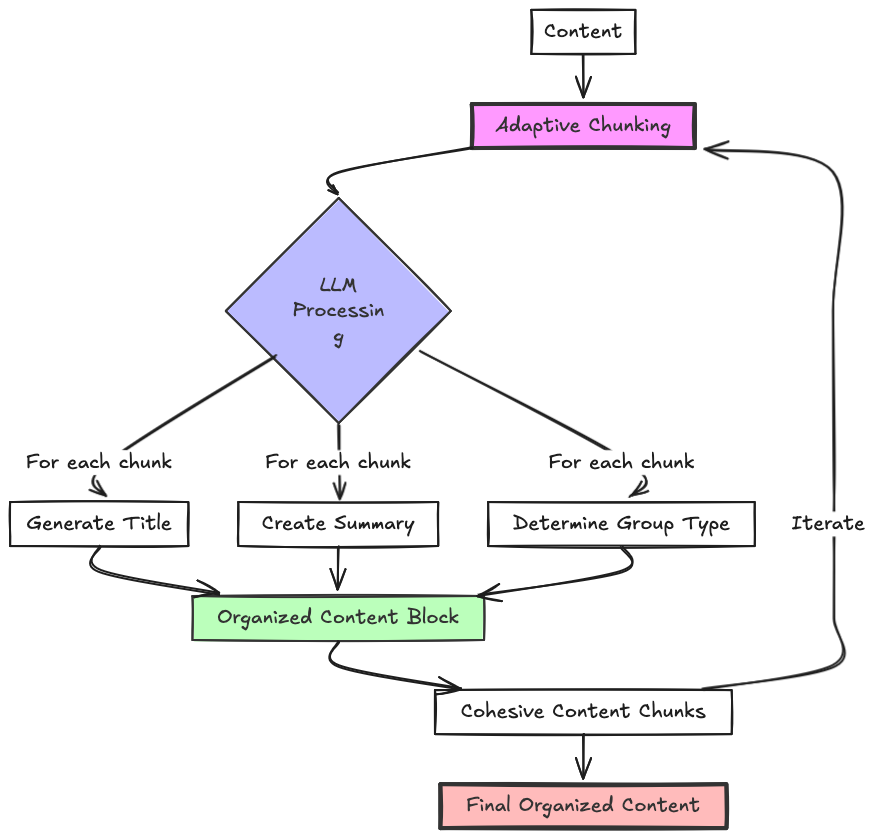 Content
Adaptive Chunking
LLM
Processin
g
For each chunk
For each chunk
For each chunk
Generate Title
Create Summary
Determine Group Type
Iterate
Organized Content Block
Cohesive Content Chunks
Final Organized Content